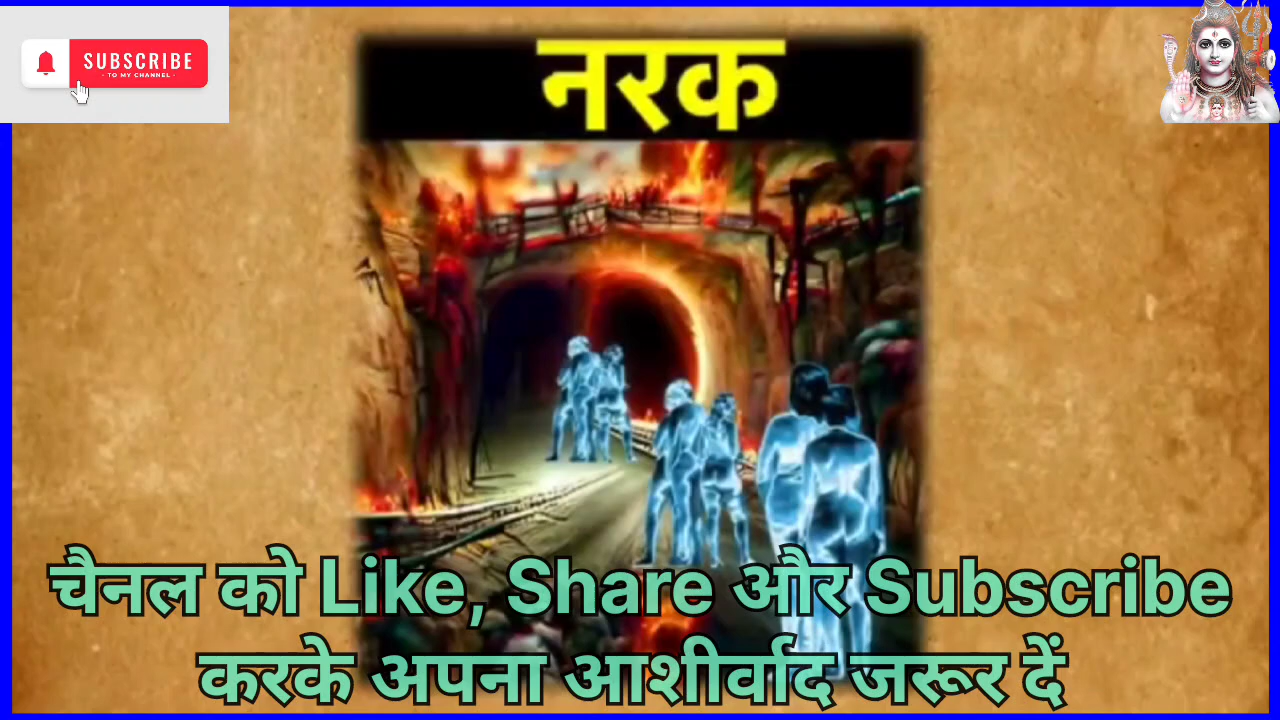 SUBSCRIBE
- TO MY CHANNEL -
नरक
चैनल को Like, Share और Subscribe
करके अपना आशीर्वाद जरूर दें